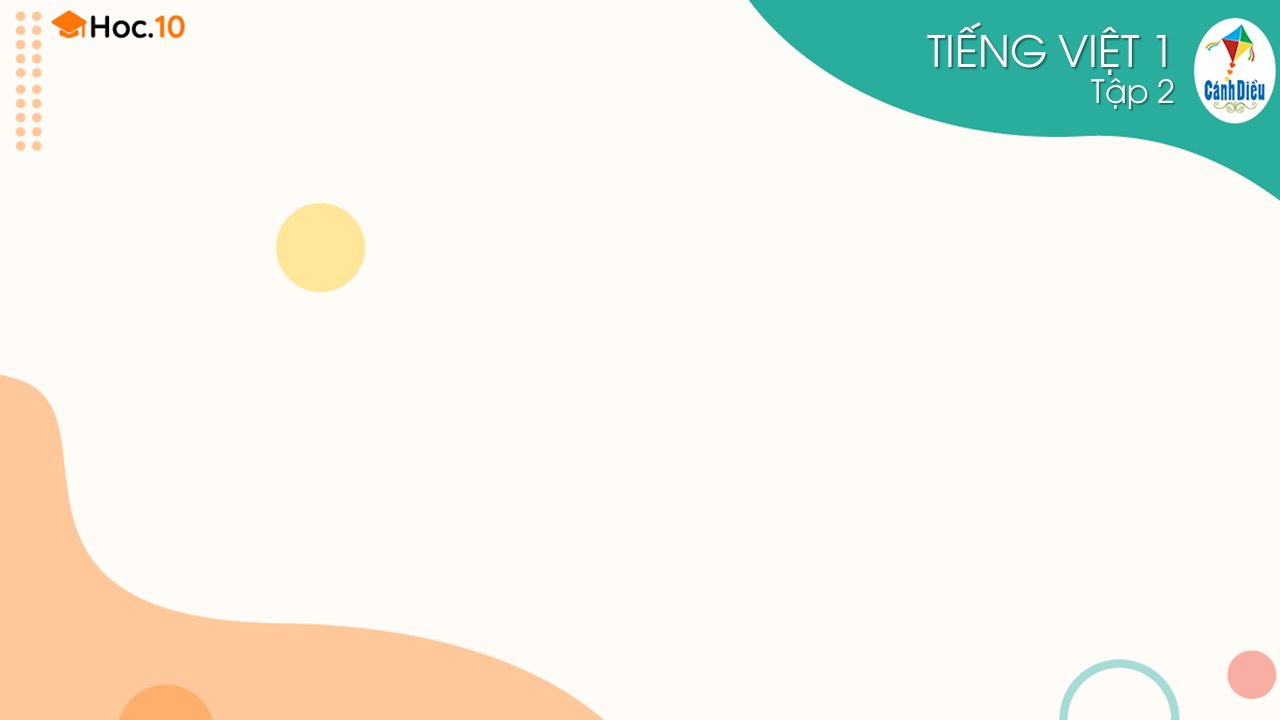 Hoc.10
TIẾNG VIỆT 1
Tập 2
Cánh Diều